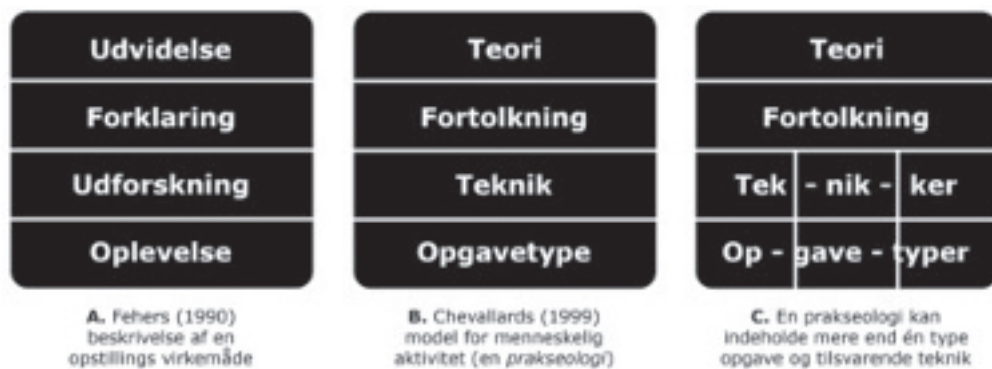 Udvidelse
Forklaring
Udforskning
Oplevelse
A. Fehers (1990)
beskrivelse af en
opstillings virkemåde
Teori
Fortolkning
Teknik
Opgavetype
B. Chevallards (1999)
model for menneskelig
aktivitet (en prakseologi)
Teori
Fortolkning
Tek - nik - ker
Op - gave - typer
C. En prakseologi kan
indeholde mere end én type
opgave og tilsvarende teknik